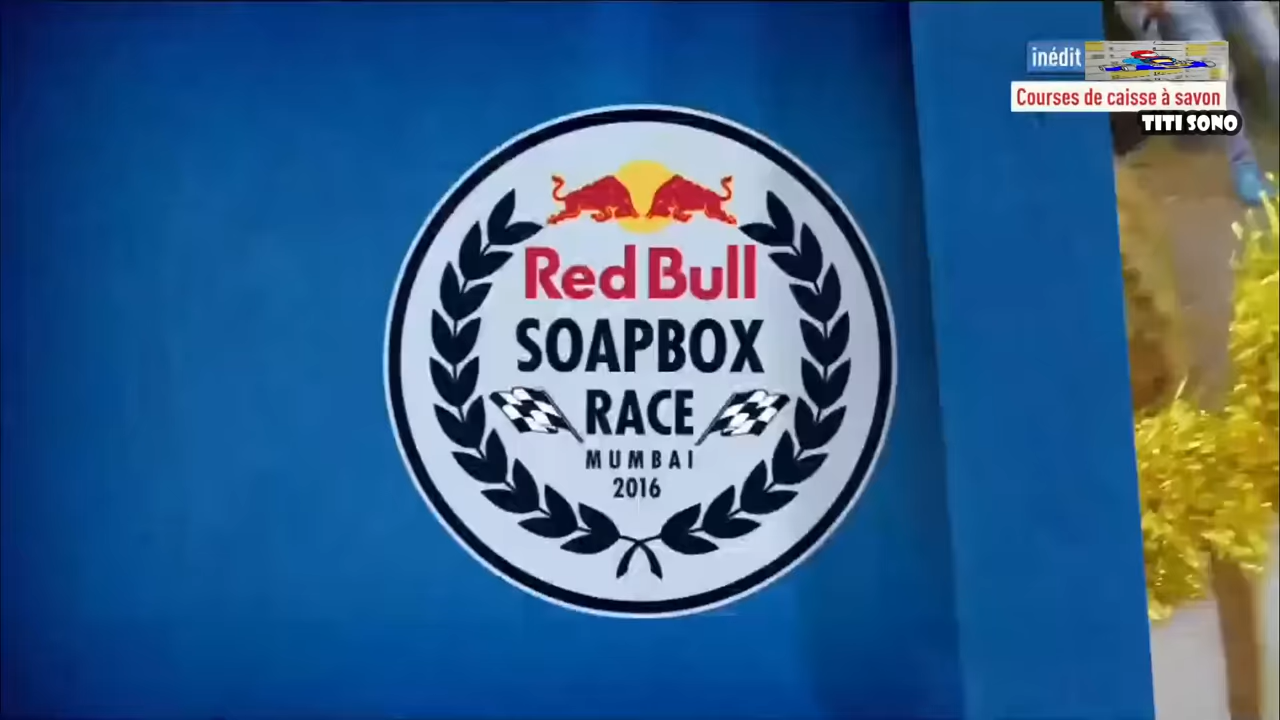 inédit
Courses de caisse à savon
TITI SONO
Red Bull
SOAPBOX
RACE
MUMBAI
2016